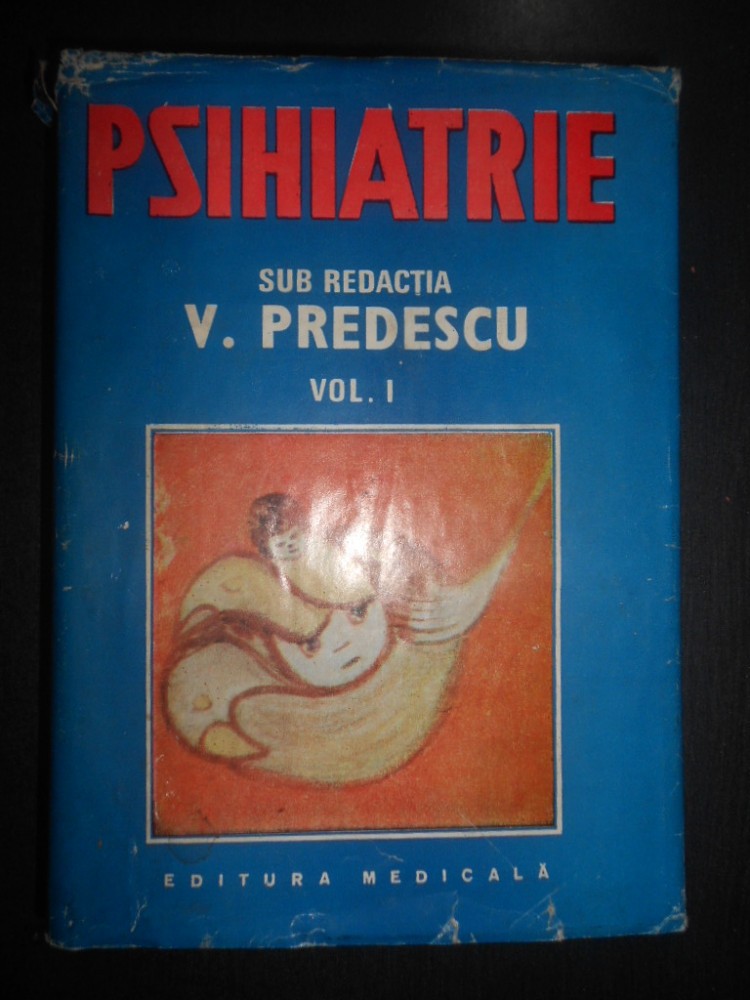 PSIHIATRIE
SUB REDACȚIA
V. PREDESCU
VOL. I
EDITURA MEDICALĂ